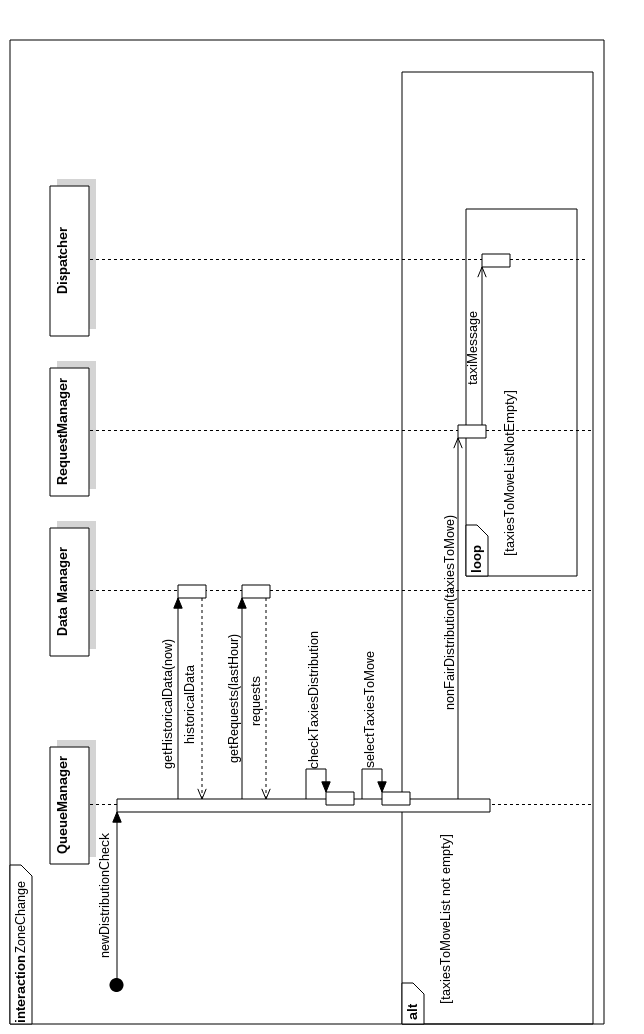 interaction ZoneChange
QueueManager
Data Manager
RequestManager
Dispatcher
newDistributionCheck
getHistoricalData(now)
historicalData
getRequests(lastHour)
requests
checkTaxiesDistribution
selectTaxiesToMove
alt
[taxiesToMoveList not empty]
nonFairDistribution(taxiesToMove)
loop
[taxiesToMoveListNotEmpty]
taxiMessage